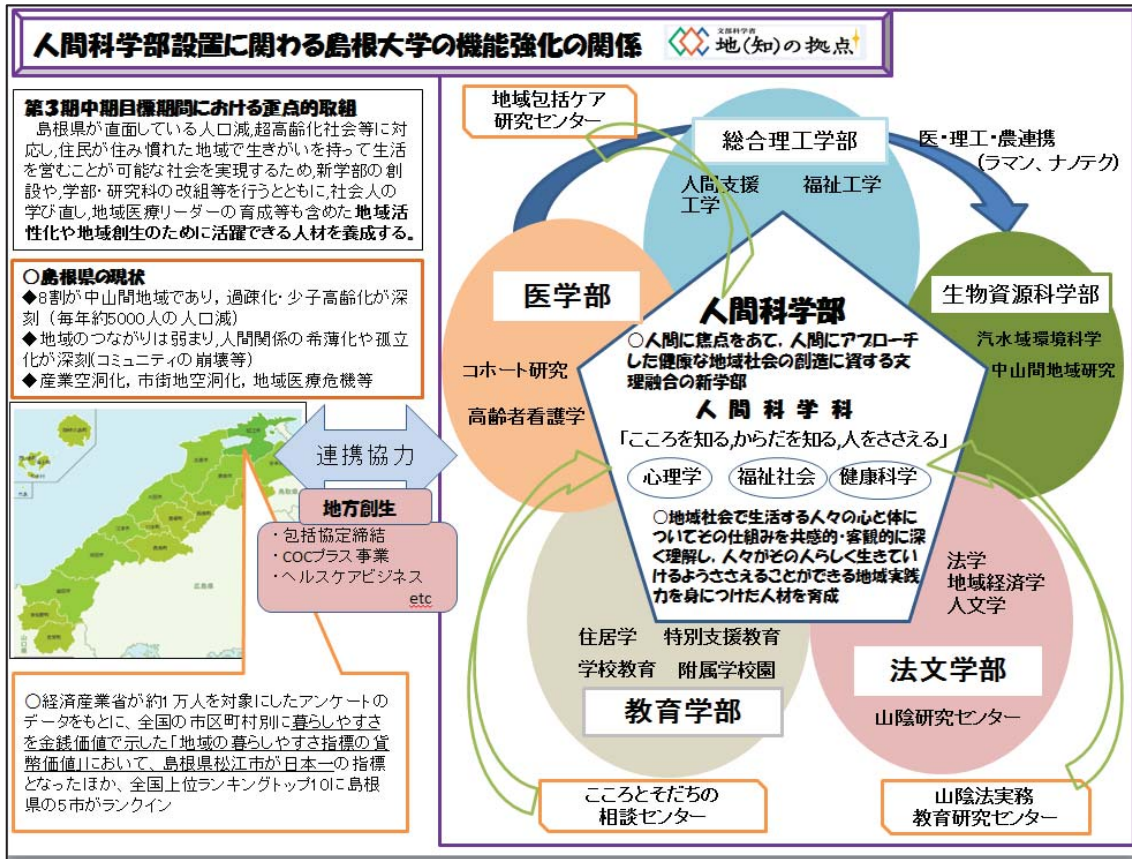 人間科学部設置に関わる島根大学の機能強化の関係
文部科学省
地(知)の拠点
第3期中期目標期間における重点的取組
島根県が直面している人口減,超高齢化社会等に対
応し,住民が住み慣れた地域で生きがいを持って生活
を営むことが可能な社会を実現するため,新学部の創
設や,学部・研究科の改組等を行うとともに,社会人の
学び直し,地域医療リーダーの育成等も含めた地域活
性化や地域創生のために活躍できる人材を養成する。
○島根県の現状
◆8割が中山間地域であり, 過疎化・少子高齢化が深
刻 (毎年約5000人の人口減)
◆地域のつながりは弱まり,人間関係の希薄化や孤立
化が深刻(コミュニティの崩壊等)
◆産業空洞化, 市街地空洞化, 地域医療危機等
連携協力
地方創生
・包括協定締結
・COCプラス事業
・ヘルスケアビジネス
etc
広島県
○経済産業省が約1万人を対象にしたアンケートの
データをもとに、全国の市区町村別に暮らしやすさ
を金銭価値で示した「地域の暮らしやすさ指標の貨
幣価値」において、島根県松江市が日本一の指標
となったほか、全国上位ランキングトップ10に島根
県の5市がランクイン
地域包括ケア
研究センター
総合理工学部
人間支援
工学
福祉工学
医・理工・農連携
(ラマン、ナノテク)
医学部
コホート研究
高齢者看護学
生物資源科学部
汽水域環境科学
中山間地域研究
人間科学部
○人間に焦点をあて、人間にアプローチ
した健康な地域社会の創造に資する文
理融合の新学部
人間科学科
「こころを知る,からだを知る,人をささえる」
心理学
福祉社会
健康科学
○地域社会で生活する人々の心と体に
ついてその仕組みを共感的・客観的に深
く理解し、人々がその人らしく生きてい
けるようささえることができる地域実践
力を身につけた人材を育成
住居学 特別支援教育
学校教育 附属学校園
教育学部
法学
地域経済学
人文学
法文学部
山陰研究センター
こころとそだちの
相談センター
山陰法実務
教育研究センター